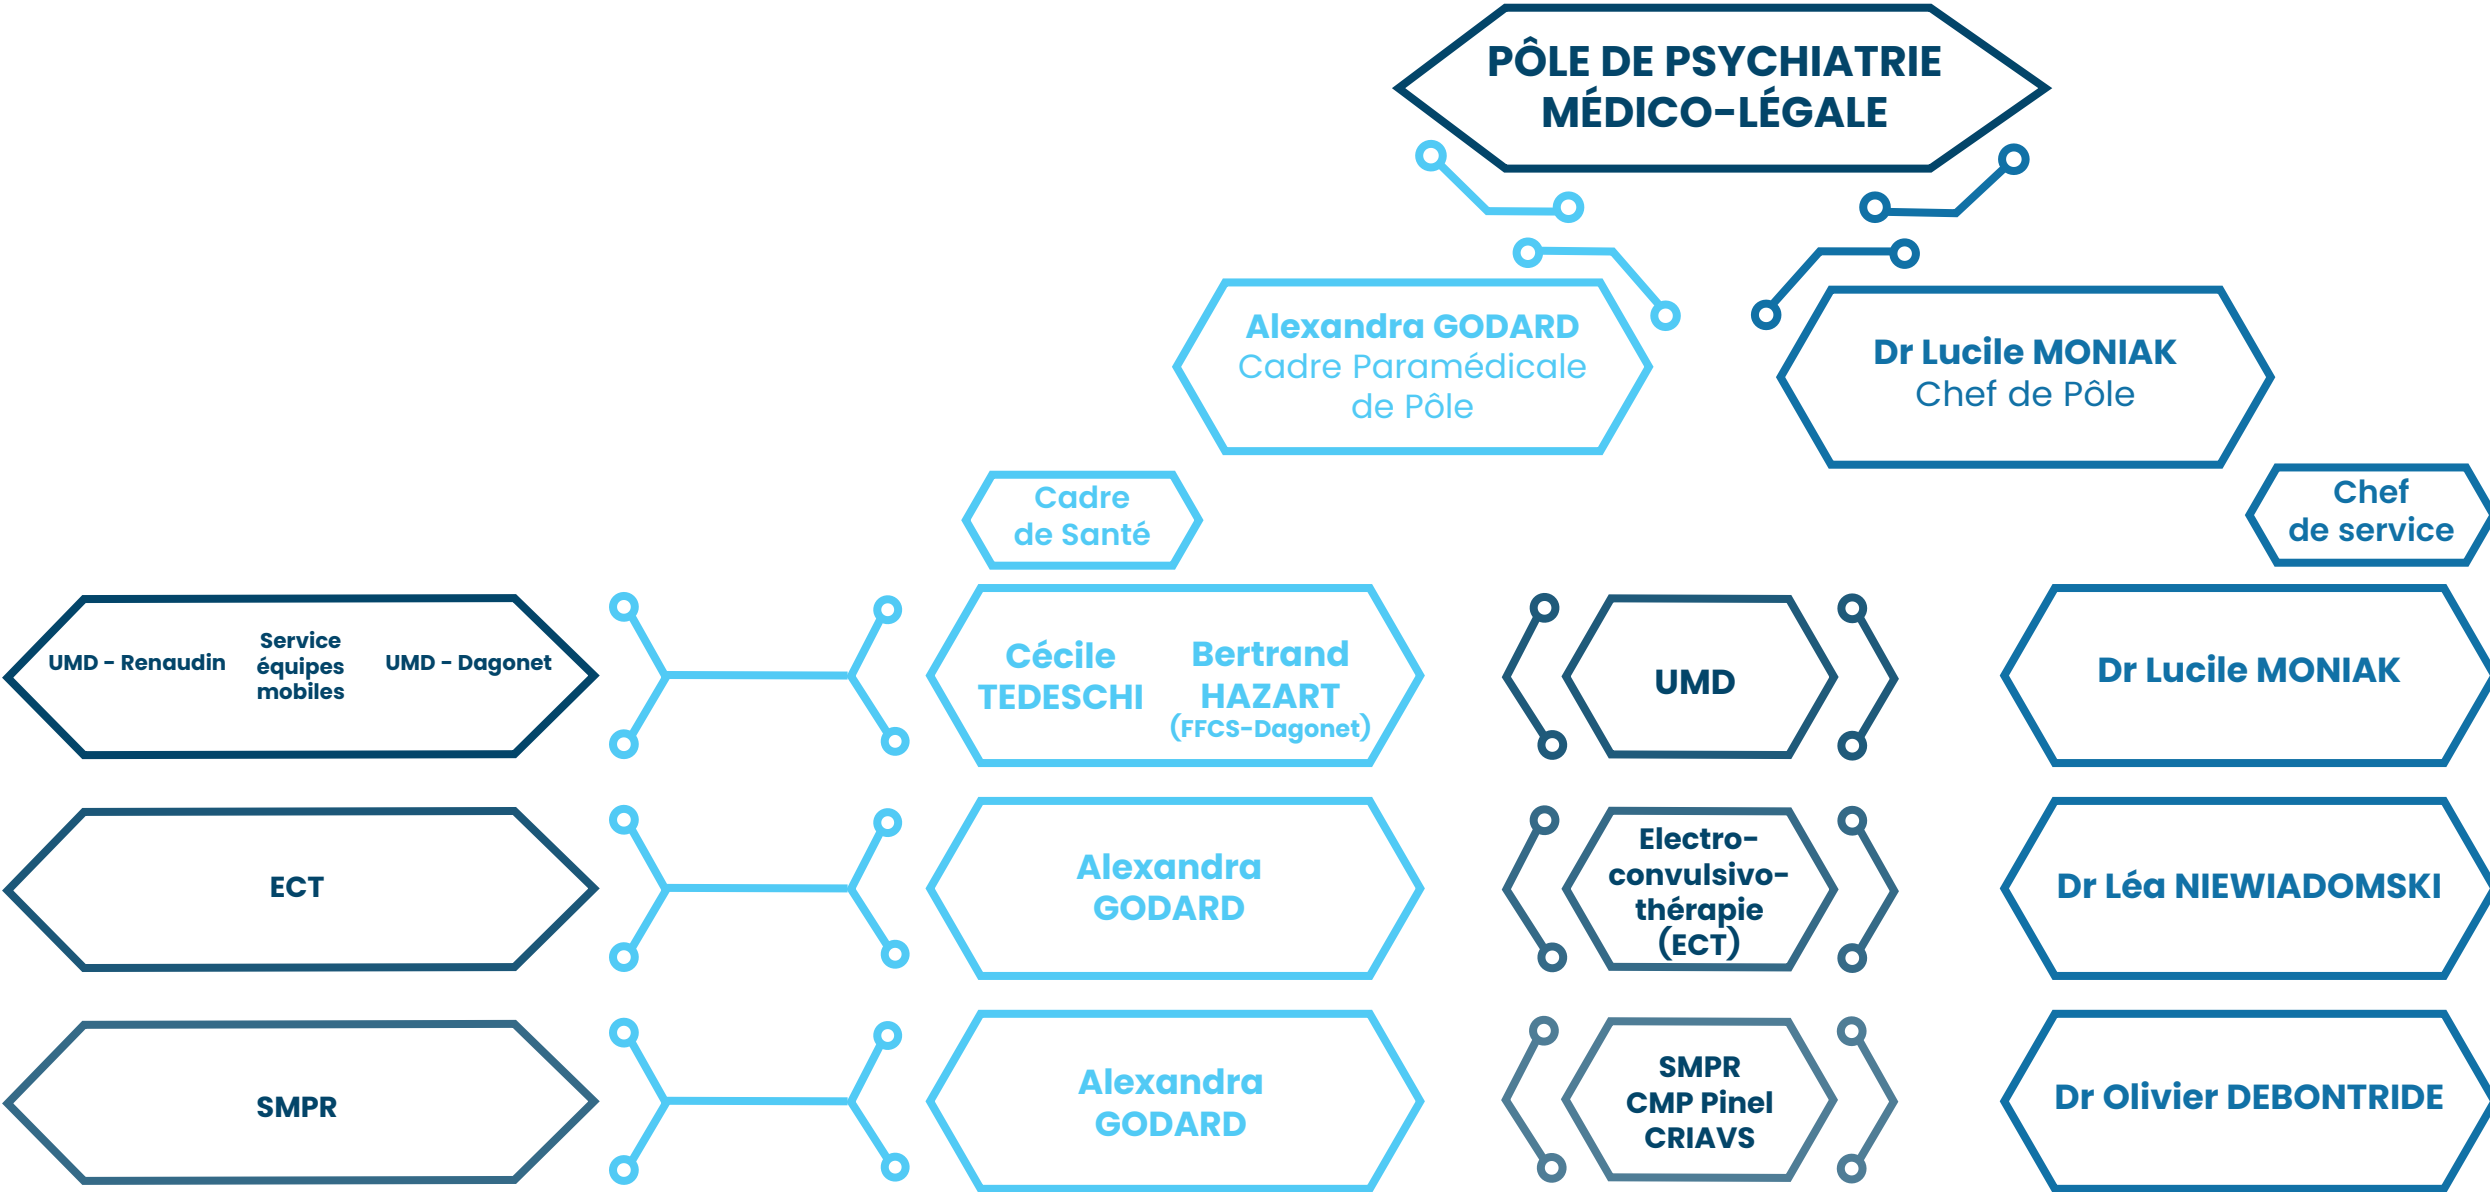 PÔLE DE PSYCHIATRIE
MÉDICO-LÉGALE
Alexandra GODARD
Cadre Paramédicale
de Pôle
Dr Lucile MONIAK
Chef de Pôle
Cadre
de Santé
Chef
de service
UMD - Renaudin
Service
équipes
mobiles
UMD - Dagonet
Cécile
TEDESCHI
Bertrand
HAZART
(FFCS-Dagonet)
UMD
Dr Lucile MONIAK
ECT
Alexandra
GODARD
Electro-
convulsivo-
thérapie
(ECT)
Dr Léa NIEWIADOMSKI
SMPR
Alexandra
GODARD
SMPR
CMP Pinel
CRIAVS
Dr Olivier DEBONTRIDE